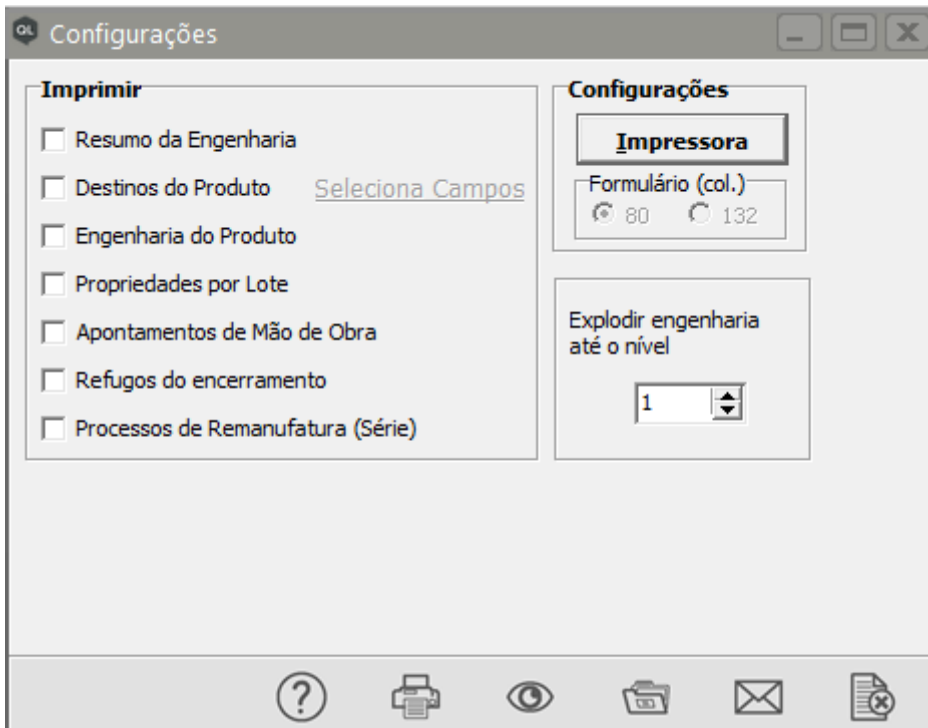 QL Configurações
Imprimir
Resumo da Engenharia
Destinos do Produto Seleciona Campos
Engenharia do Produto
Propriedades por Lote
Apontamentos de Mão de Obra
Refugos do encerramento
Processos de Remanufatura (Série)
Configurações
Impressora
Formulário (col.)
80 132
Explodir engenharia
até o nível
1
?